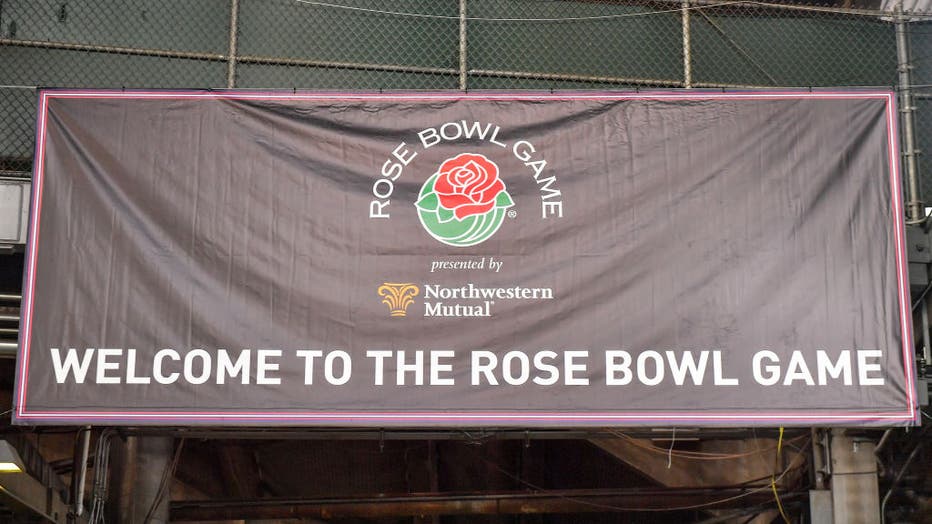 ROSE BOWL GAME
®
presented by
Northwestern
Mutual®
WELCOME TO THE ROSE BOWL GAME